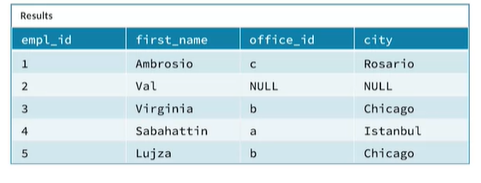 Results
empl_id first_name office_id city
1 Ambrosio c Rosario
2 Val NULL NULL
3 Virginia b Chicago
4 Sabahattin a Istanbul
5 Lujza b Chicago